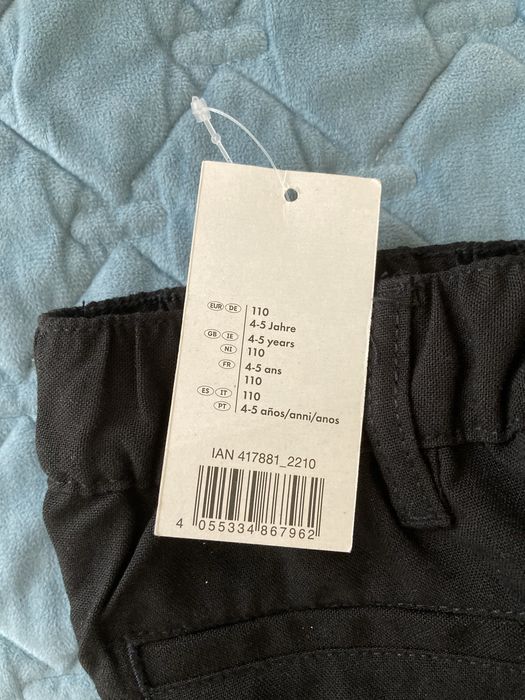 EUR DE 110
4-5 Jahre
GB IE 4-5 years
NI 110
FR 4-5 ans
110
ES IT 110
PT 4-5 años/anni/anos
IAN 417881_2210
4 055334 867962